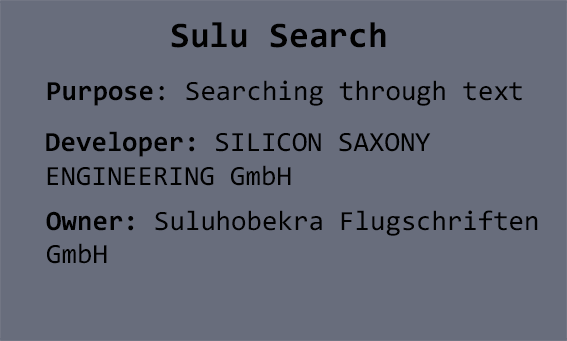 Sulu Search
Purpose: Searching through text
Developer: SILICON SAXONY
ENGINEERING GmbH
Owner: Suluhobekra Flugschriften
GmbH